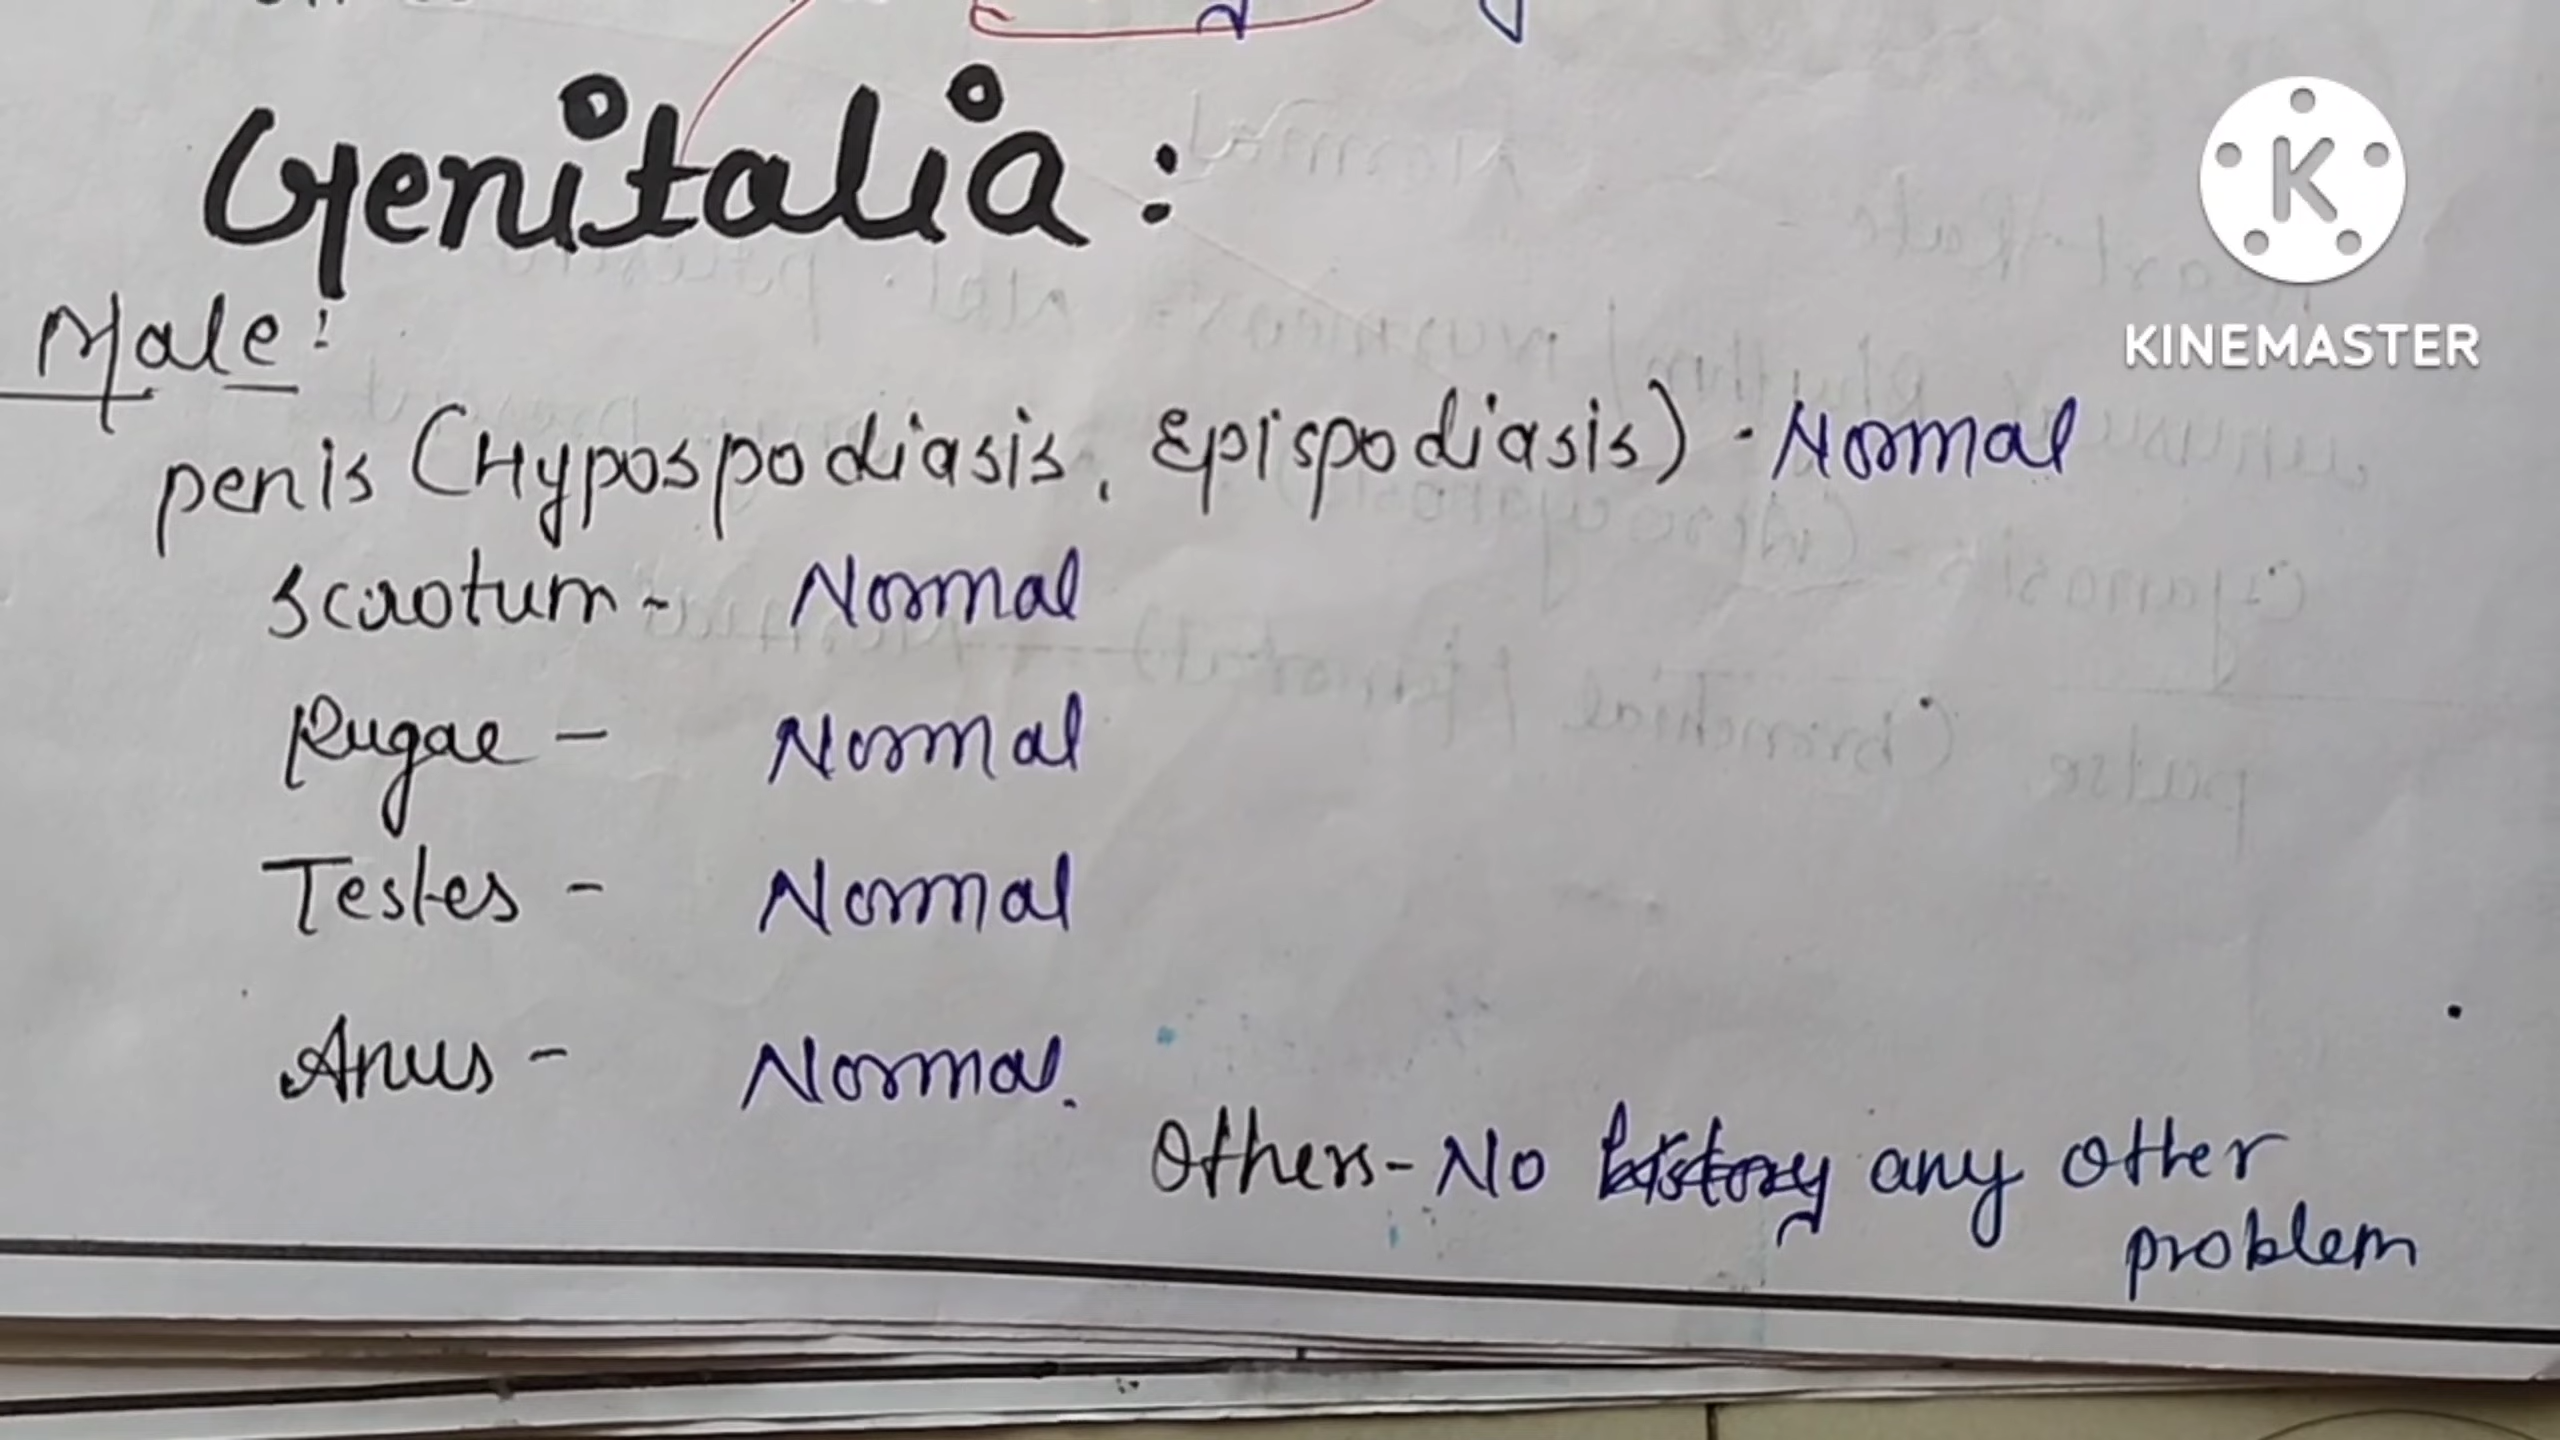 Genitalia :
Male :
penis (Hypospodiasis, Epispodiasis) - Normal
Scrotum - Normal
Rugae - Normal
Testes - Normal
Anus - Normal.
Others - No history any other
problem
KINEMASTER